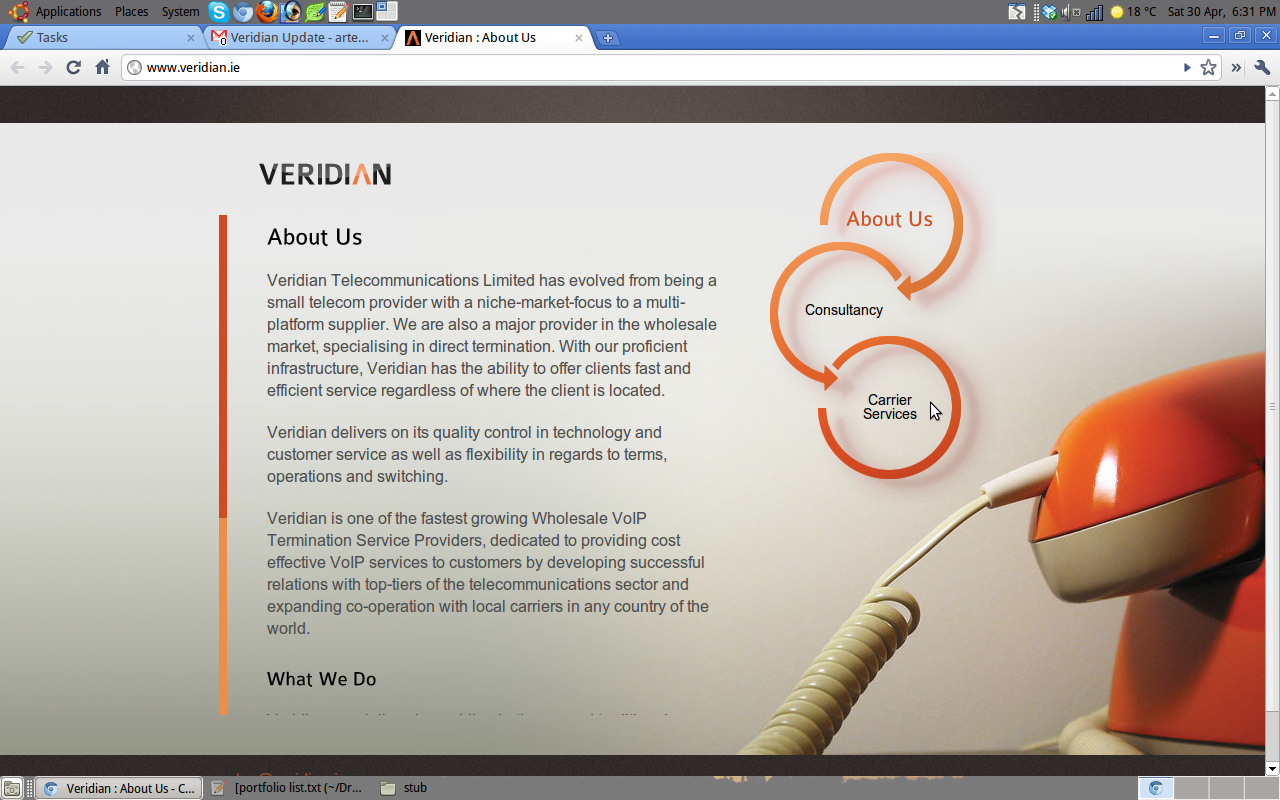 Applications Places System
18 °C Sat 30 Apr, 6:31 PM
Tasks
Veridian Update - arte...
Veridian : About Us
www.veridian.ie
VERIDIAN
About Us
Veridian Telecommunications Limited has evolved from being a
small telecom provider with a niche-market-focus to a multi-
platform supplier. We are also a major provider in the wholesale
market, specialising in direct termination. With our proficient
infrastructure, Veridian has the ability to offer clients fast and
efficient service regardless of where the client is located.
Veridian delivers on its quality control in technology and
customer service as well as flexibility in regards to terms,
operations and switching.
Veridian is one of the fastest growing Wholesale VoIP
Termination Service Providers, dedicated to providing cost
effective VoIP services to customers by developing successful
relations with top-tiers of the telecommunications sector and
expanding co-operation with local carriers in any country of the
world.
What We Do
About Us
Consultancy
Carrier
Services
Veridian : About Us - C...
[portfolio list.txt (~/Dr...
stub